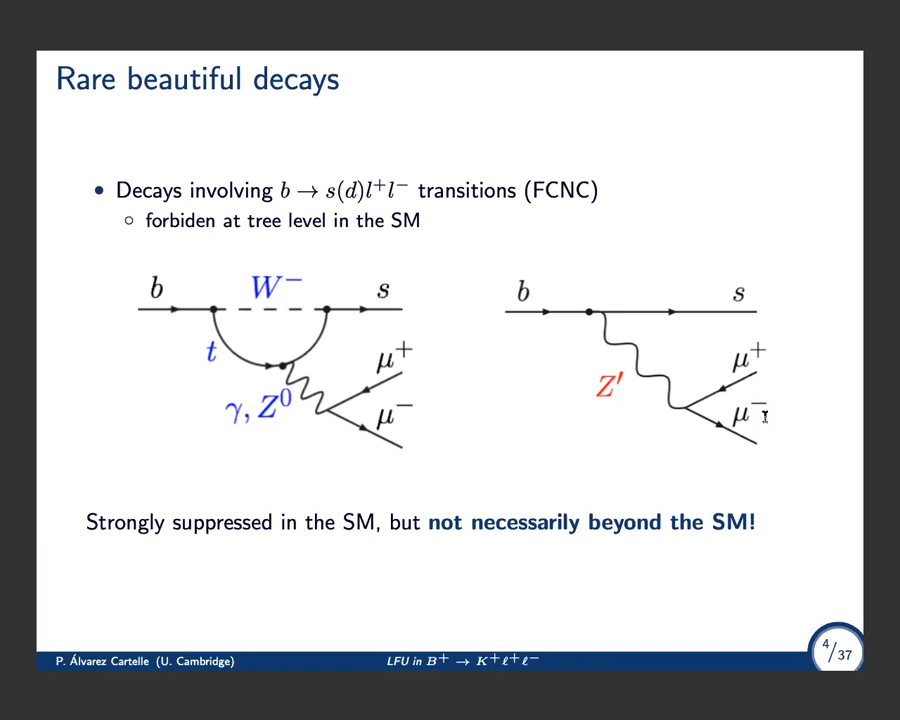 Rare beautiful decays
• Decays involving b → s(d)l⁺l⁻ transitions (FCNC)
○ forbiden at tree level in the SM
b W⁻ s
t
γ, Z⁰
μ⁺
μ⁻
b s
Z′
μ⁺
μ⁻
Strongly suppressed in the SM, but not necessarily beyond the SM!
P. Álvarez Cartelle (U. Cambridge) LFU in B⁺ → K⁺ℓ⁺ℓ⁻ 4/37